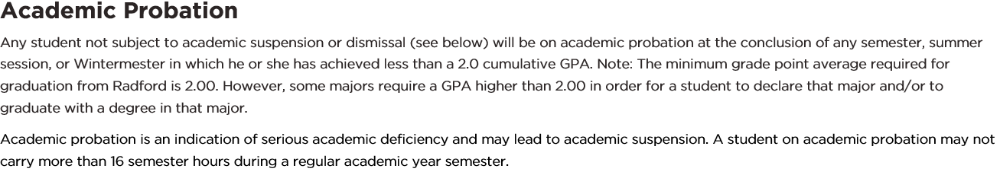 Academic Probation
Any student not subject to academic suspension or dismissal (see below) will be on academic probation at the conclusion of any semester, summer
session, or Wintermester in which he or she has achieved less than a 2.0 cumulative GPA. Note: The minimum grade point average required for
graduation from Radford is 2.00. However, some majors require a GPA higher than 2.00 in order for a student to declare that major and/or to
graduate with a degree in that major.
Academic probation is an indication of serious academic deficiency and may lead to academic suspension. A student on academic probation may not
carry more than 16 semester hours during a regular academic year semester.